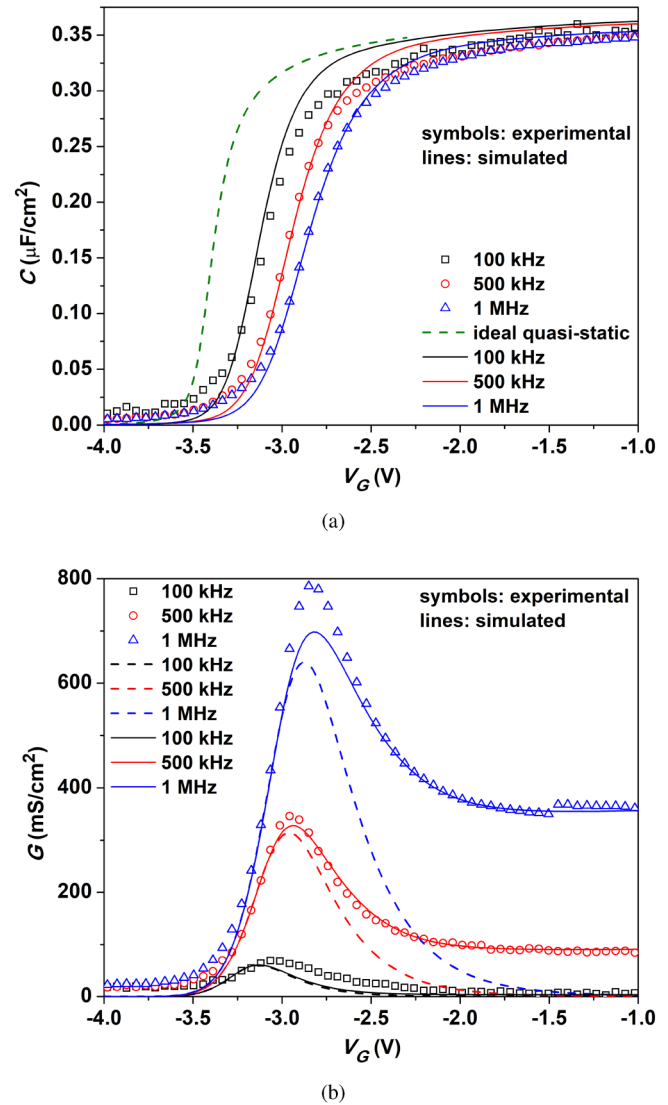 0.35
0.30
0.25
0.20
0.15
0.10
0.05
0.00
C (μF/cm²)
symbols: experimental
lines: simulated
100 kHz
500 kHz
1 MHz
ideal quasi-static
100 kHz
500 kHz
1 MHz
-4.0 -3.5 -3.0 -2.5 -2.0 -1.5 -1.0
V_G (V)
(a)
800
600
400
200
0
G (mS/cm²)
100 kHz
500 kHz
1 MHz
100 kHz
500 kHz
1 MHz
100 kHz
500 kHz
1 MHz
symbols: experimental
lines: simulated
-4.0 -3.5 -3.0 -2.5 -2.0 -1.5 -1.0
V_G (V)
(b)